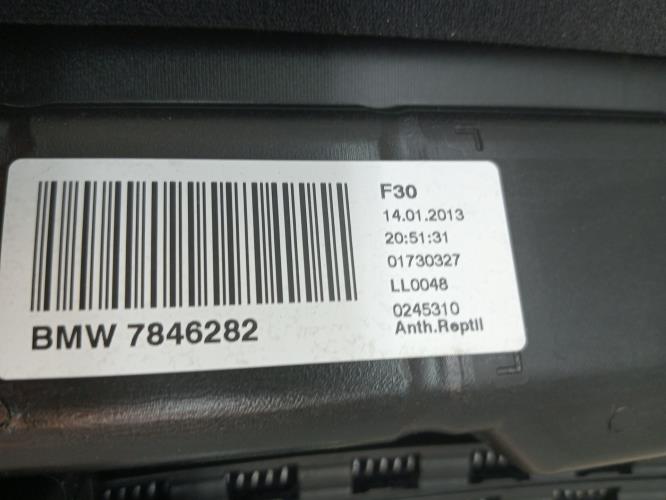 F30
14.01.2013
20:51:31
01730327
LL0048
0245310
Anth.Reptil
BMW 7846282